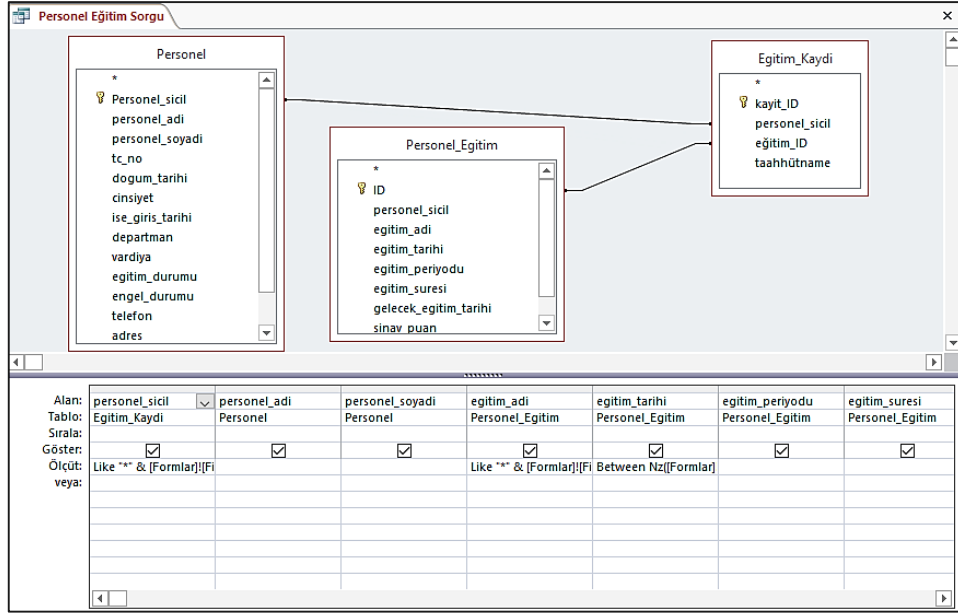 Personel Eğitim Sorgu
Personel
*
Personel_sicil
personel_adi
personel_soyadi
tc_no
dogum_tarihi
cinsiyet
ise_giris_tarihi
departman
vardiya
egitim_durumu
engel_durumu
telefon
adres
Personel_Egitim
*
ID
personel_sicil
egitim_adi
egitim_tarihi
egitim_periyodu
egitim_suresi
gelecek_egitim_tarihi
sinav_puan
Egitim_Kaydi
*
kayit_ID
personel_sicil
eğitim_ID
taahhütname
Alan: personel_sicil personel_adi personel_soyadi egitim_adi egitim_tarihi egitim_periyodu egitim_suresi
Tablo: Egitim_Kaydi Personel Personel Personel_Egitim Personel_Egitim Personel_Egitim Personel_Egitim
Sırala:
Göster:
Ölçüt: Like "*" & [Formlar]![Fi Like "*" & [Formlar]![Fi Between Nz([Formlar]
veya: